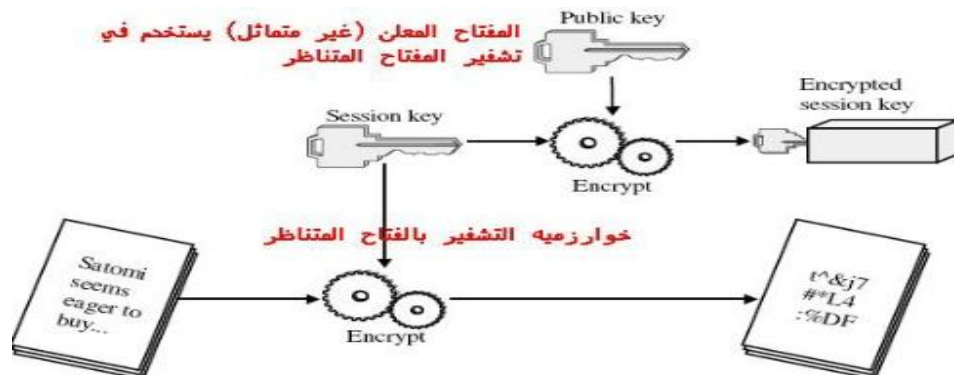 Public key
المفتاح المعلن (غير متماثل) يستخدم في
تشفير المفتاح المتناظر
Encrypted
session key
Session key
Encrypt
خوارزميه التشفير بالفتاح المتناظر
Satomi
seems
eager to
buy...
Encrypt
t^&j7
#*L4
:%DF